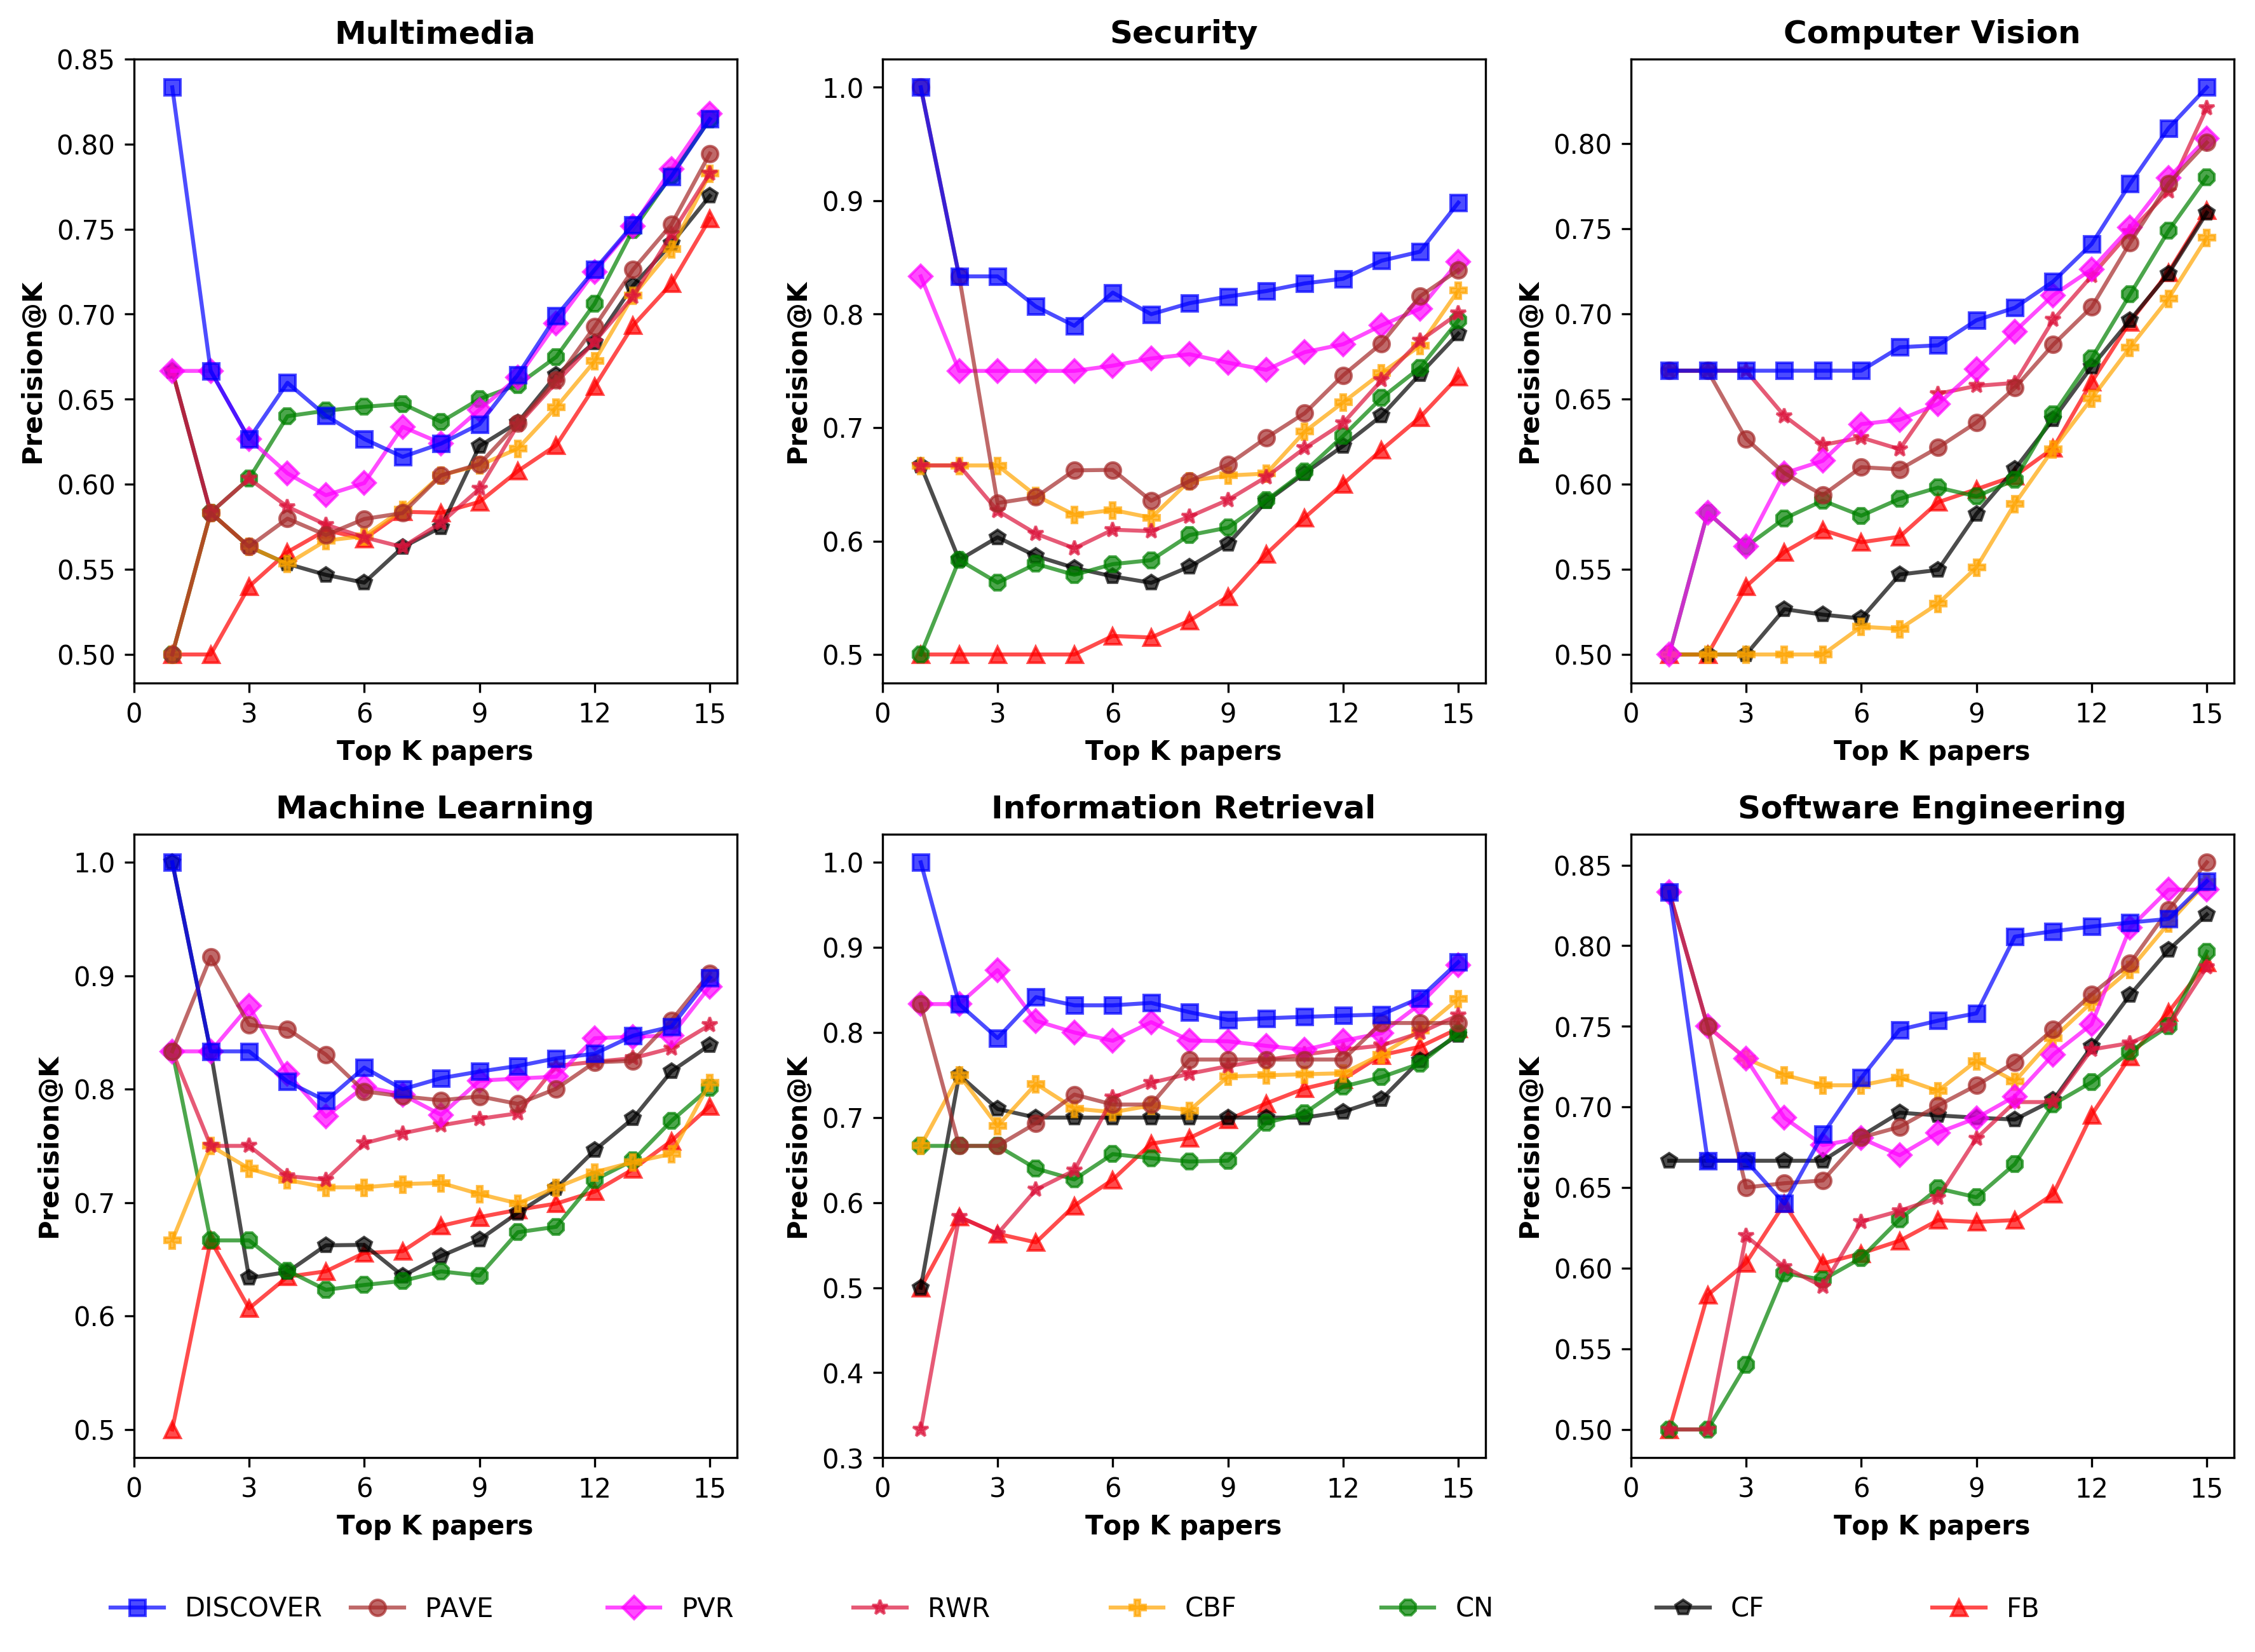 Multimedia
Precision@K
0.85
0.80
0.75
0.70
0.65
0.60
0.55
0.50
0 3 6 9 12 15
Top K papers
Security
Precision@K
1.0
0.9
0.8
0.7
0.6
0.5
0 3 6 9 12 15
Top K papers
Computer Vision
Precision@K
0.80
0.75
0.70
0.65
0.60
0.55
0.50
0 3 6 9 12 15
Top K papers
Machine Learning
Precision@K
1.0
0.9
0.8
0.7
0.6
0.5
0 3 6 9 12 15
Top K papers
Information Retrieval
Precision@K
1.0
0.9
0.8
0.7
0.6
0.5
0.4
0.3
0 3 6 9 12 15
Top K papers
Software Engineering
Precision@K
0.85
0.80
0.75
0.70
0.65
0.60
0.55
0.50
0 3 6 9 12 15
Top K papers
DISCOVER PAVE PVR RWR CBF CN CF FB